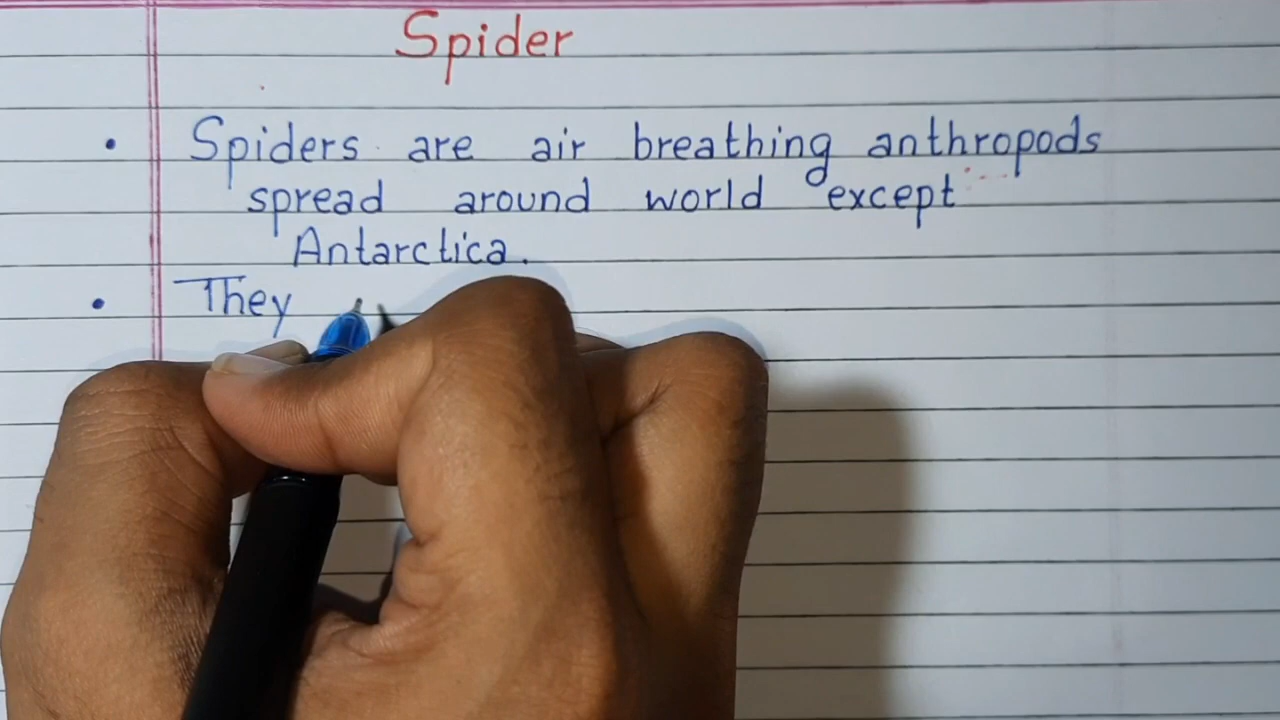 Spider
• Spiders are air breathing anthropods
spread around world except
Antarctica.
• They